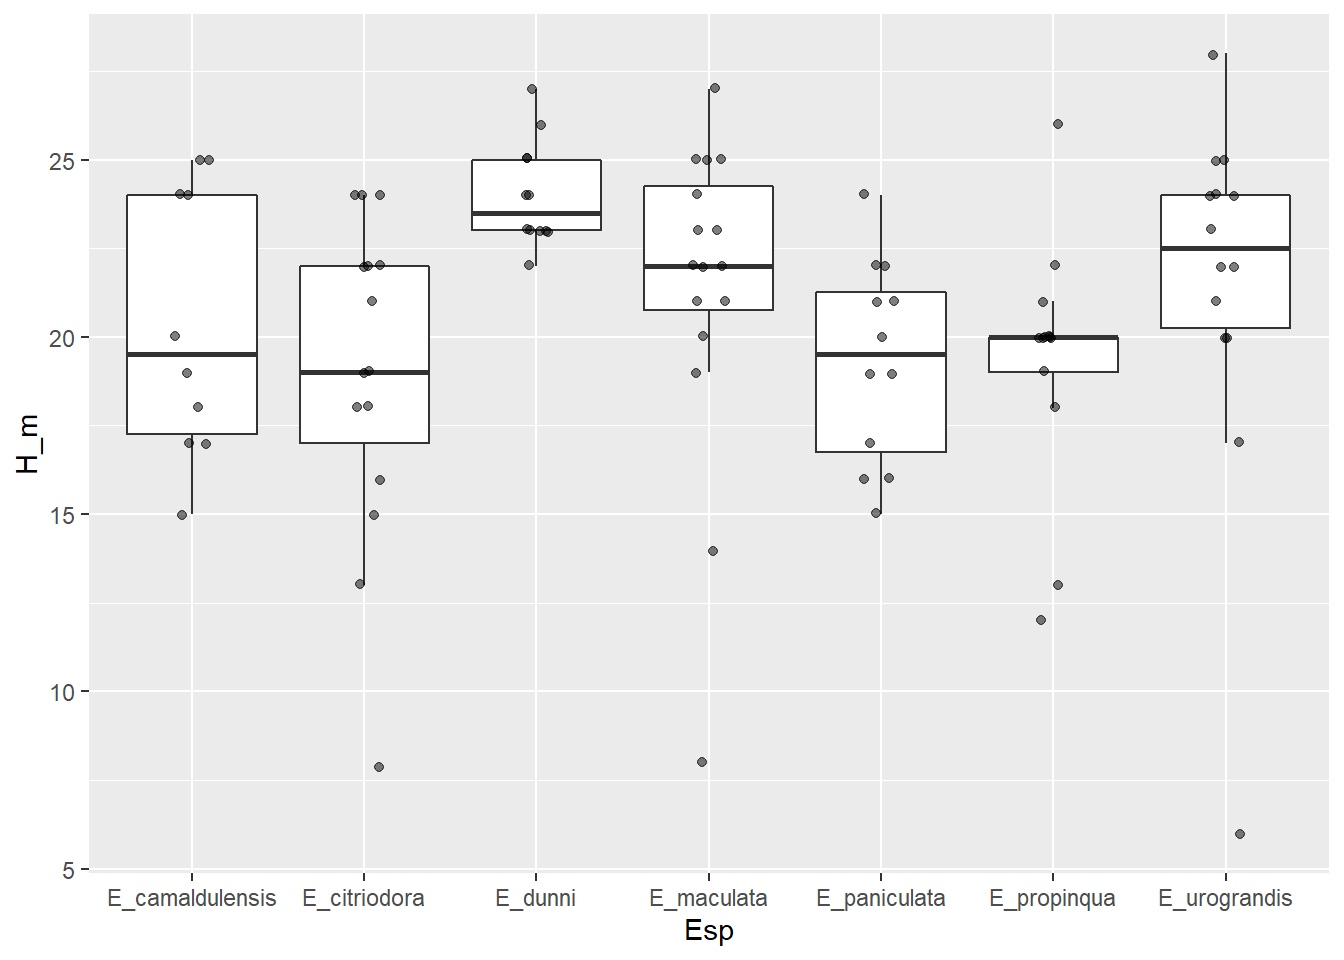 H_m
25
20
15
10
5
E_camaldulensis E_citriodora E_dunni E_maculata E_paniculata E_propinqua E_urograndis
Esp